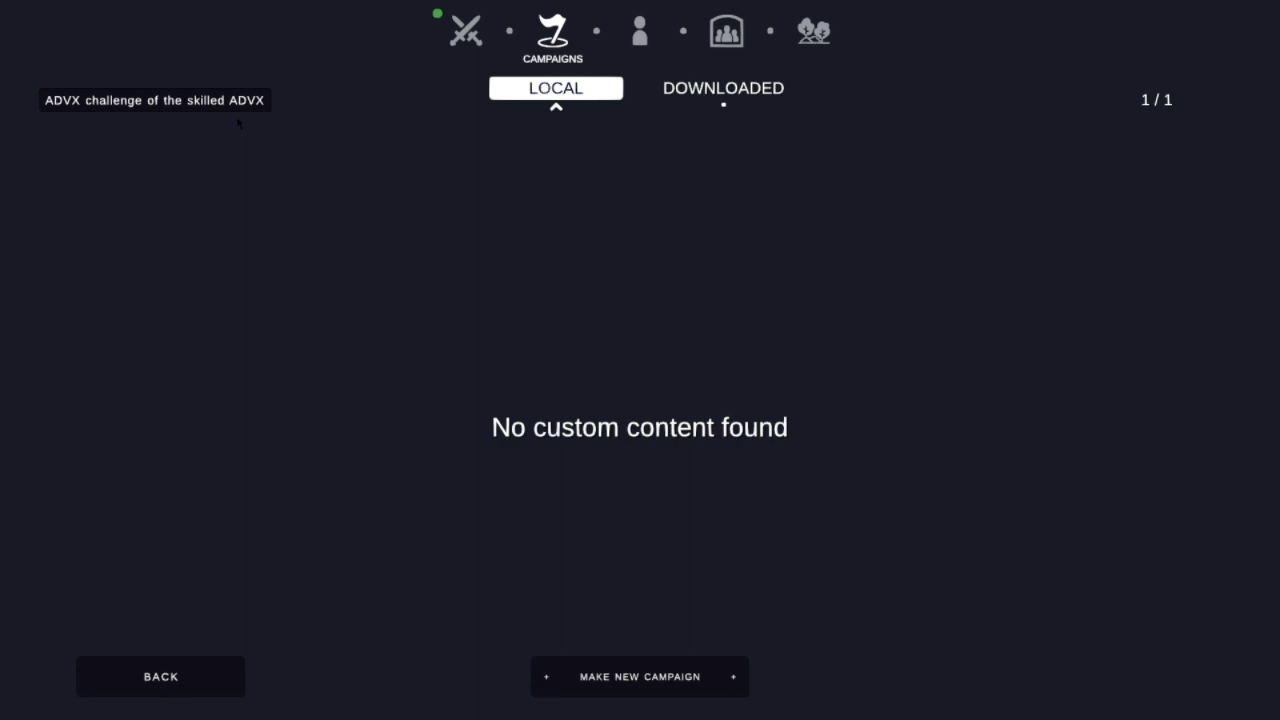 CAMPAIGNS
LOCAL
DOWNLOADED
ADVX challenge of the skilled ADVX
1 / 1
No custom content found
BACK
+ MAKE NEW CAMPAIGN +